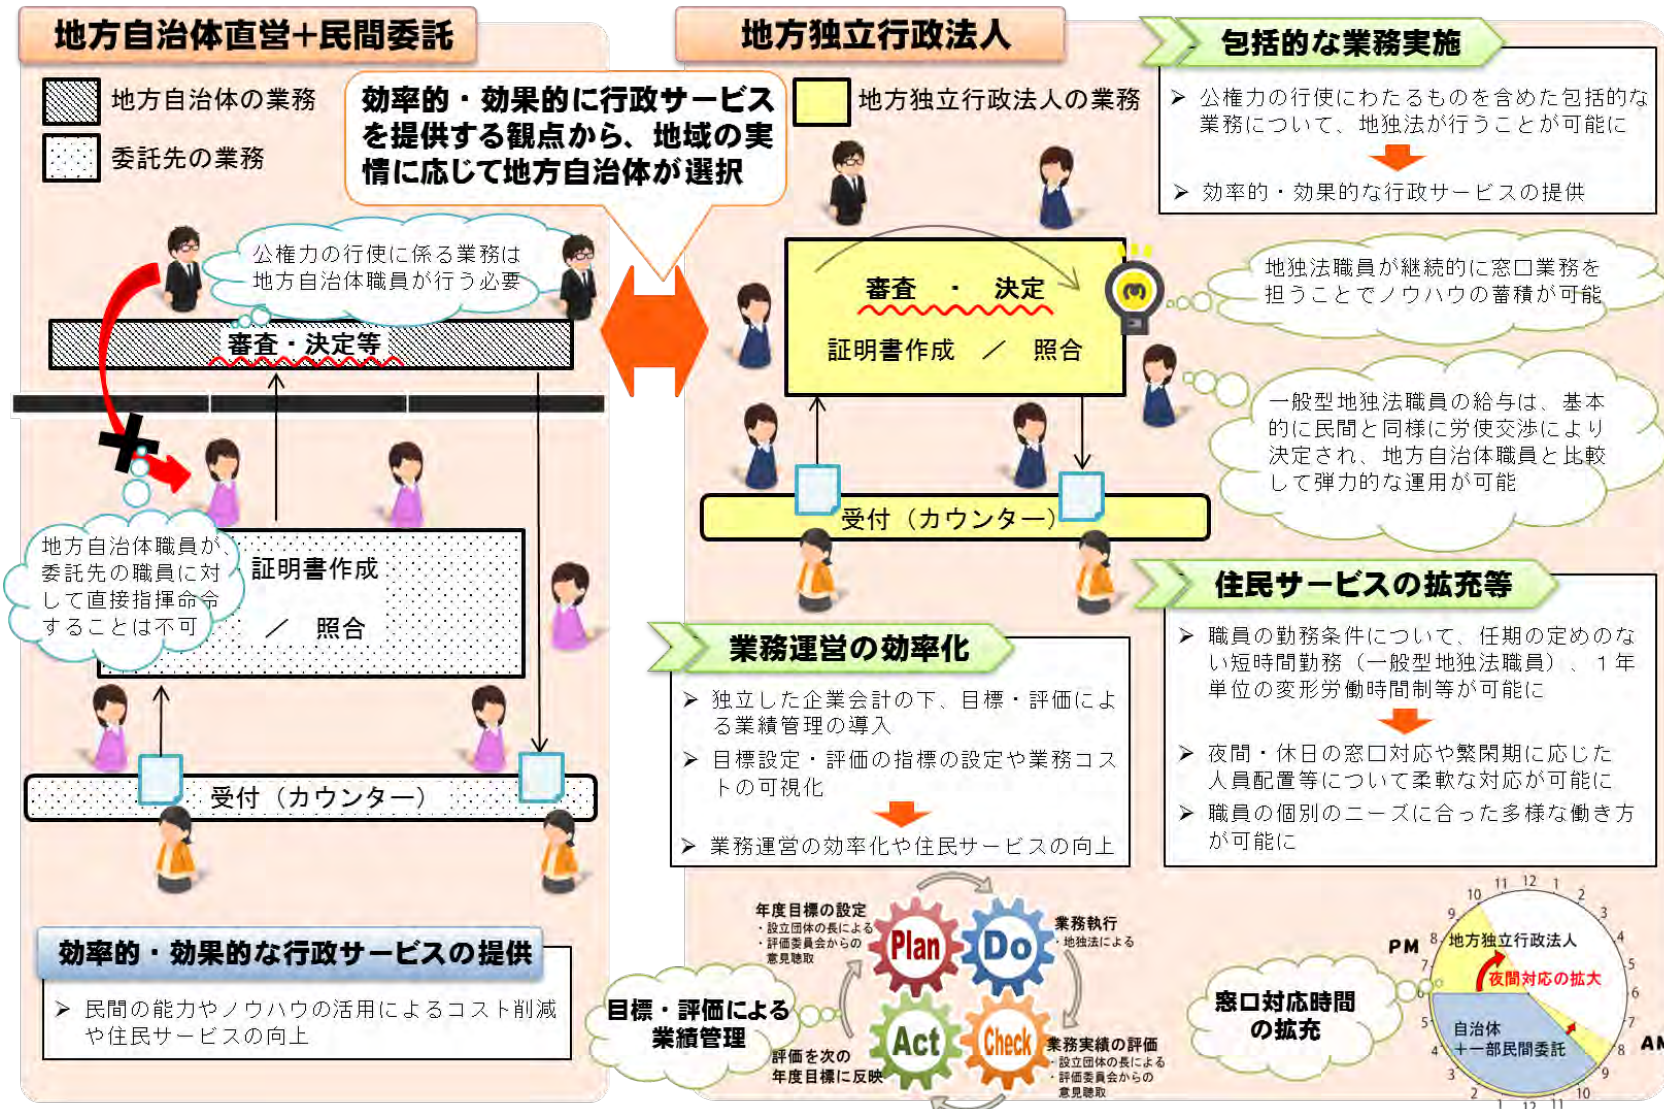 地方自治体直営＋民間委託
地方自治体の業務
委託先の業務
効率的・効果的に行政サービス
を提供する観点から、地域の実
情に応じて地方自治体が選択
公権力の行使に係る業務は
地方自治体職員が行う必要
審査・決定等
地方自治体職員が、
委託先の職員に対
して直接指揮命令
することは不可
証明書作成
／　照合
受付（カウンター）
効率的・効果的な行政サービスの提供
➢ 民間の能力やノウハウの活用によるコスト削減
や住民サービスの向上
地方独立行政法人
地方独立行政法人の業務
審査　・　決定
証明書作成　／　照合
受付（カウンター）
包括的な業務実施
➢ 公権力の行使にわたるものを含めた包括的な
業務について、地独法が行うことが可能に
➢ 効率的・効果的な行政サービスの提供
地独法職員が継続的に窓口業務を
担うことでノウハウの蓄積が可能
一般型地独法職員の給与は、基本
的に民間と同様に労使交渉により
決定され、地方自治体職員と比較
して弾力的な運用が可能
業務運営の効率化
➢ 独立した企業会計の下、目標・評価によ
る業績管理の導入
➢ 目標設定・評価の指標の設定や業務コス
トの可視化
➢ 業務運営の効率化や住民サービスの向上
住民サービスの拡充等
➢ 職員の勤務条件について、任期の定めのな
い短時間勤務（一般型地独法職員）、１年
単位の変形労働時間制等が可能に
➢ 夜間・休日の窓口対応や繁閑期に応じた
人員配置等について柔軟な対応が可能に
➢ 職員の個別のニーズに合った多様な働き方
が可能に
目標・評価による
業績管理
年度目標の設定
・設立団体の長による
・評価委員会からの
意見聴取
Plan
Do
業務執行
・地独法による
Act
Check
評価を次の
年度目標に反映
業務実績の評価
・設立団体の長による
・評価委員会からの
意見聴取
窓口対応時間
の拡充
PM
AM
12 1 2 3 4 5 6 7 8 9 10 11 12 1 2 3 4 5 6 7 8 9 10 11
地方独立行政法人
夜間対応の拡大
自治体
＋一部民間委託